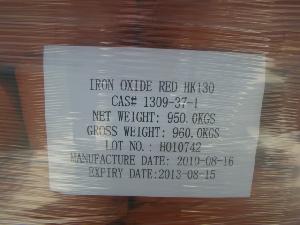 IRON OXIDE RED HK130
CAS# 1309-37-1
NET WEIGHT: 950.0KGS
GROSS WEIGHT: 960.0KGS
LOT NO.: H010742
MANUFACTURE DATE: 2010-08-16
EXPIRY DATE:2013-08-15